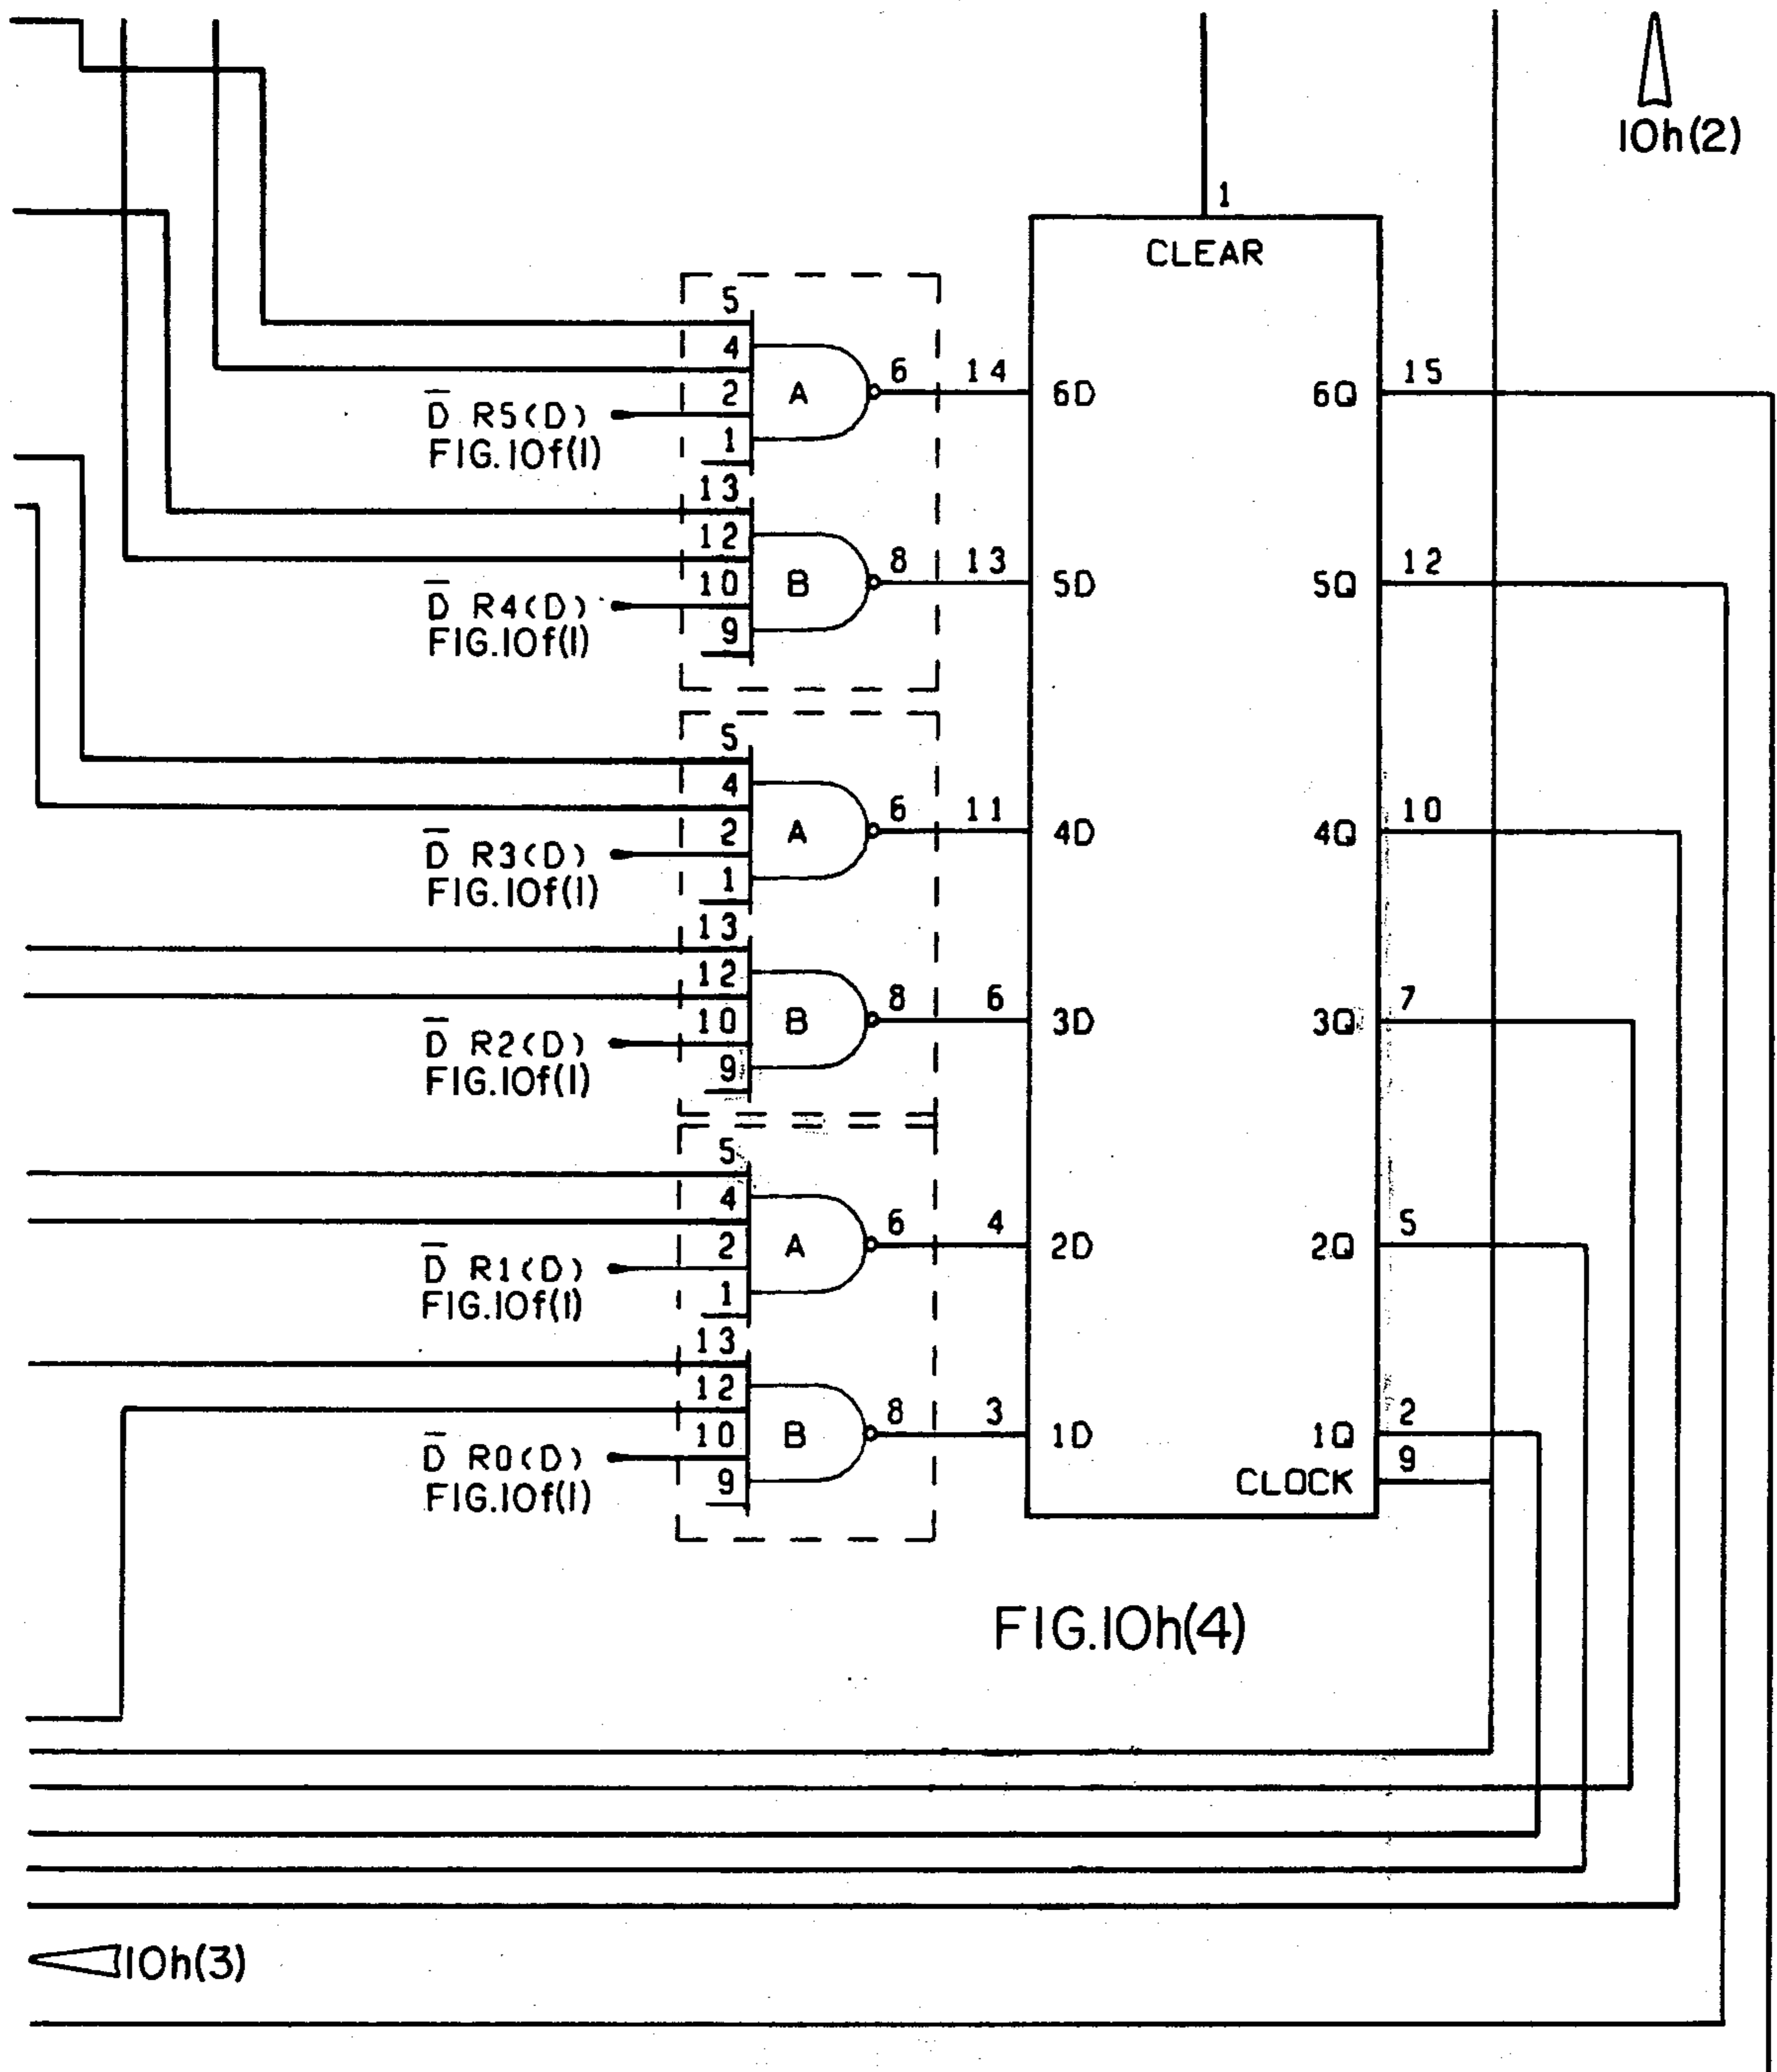 10h(2)
1
CLEAR
5
4
2
1
A
6
14
6D
6Q
15
D̅ R5(D)
FIG.10f(1)
13
12
10
9
B
8
13
5D
5Q
12
D̅ R4(D)
FIG.10f(1)
5
4
2
1
A
6
11
4D
4Q
10
D̅ R3(D)
FIG.10f(1)
13
12
10
9
B
8
6
3D
3Q
7
D̅ R2(D)
FIG.10f(1)
5
4
2
1
A
6
4
2D
2Q
5
D̅ R1(D)
FIG.10f(1)
13
12
10
9
B
8
3
1D
1Q
2
D̅ R0(D)
FIG.10f(1)
CLOCK
9
FIG.10h(4)
10h(3)